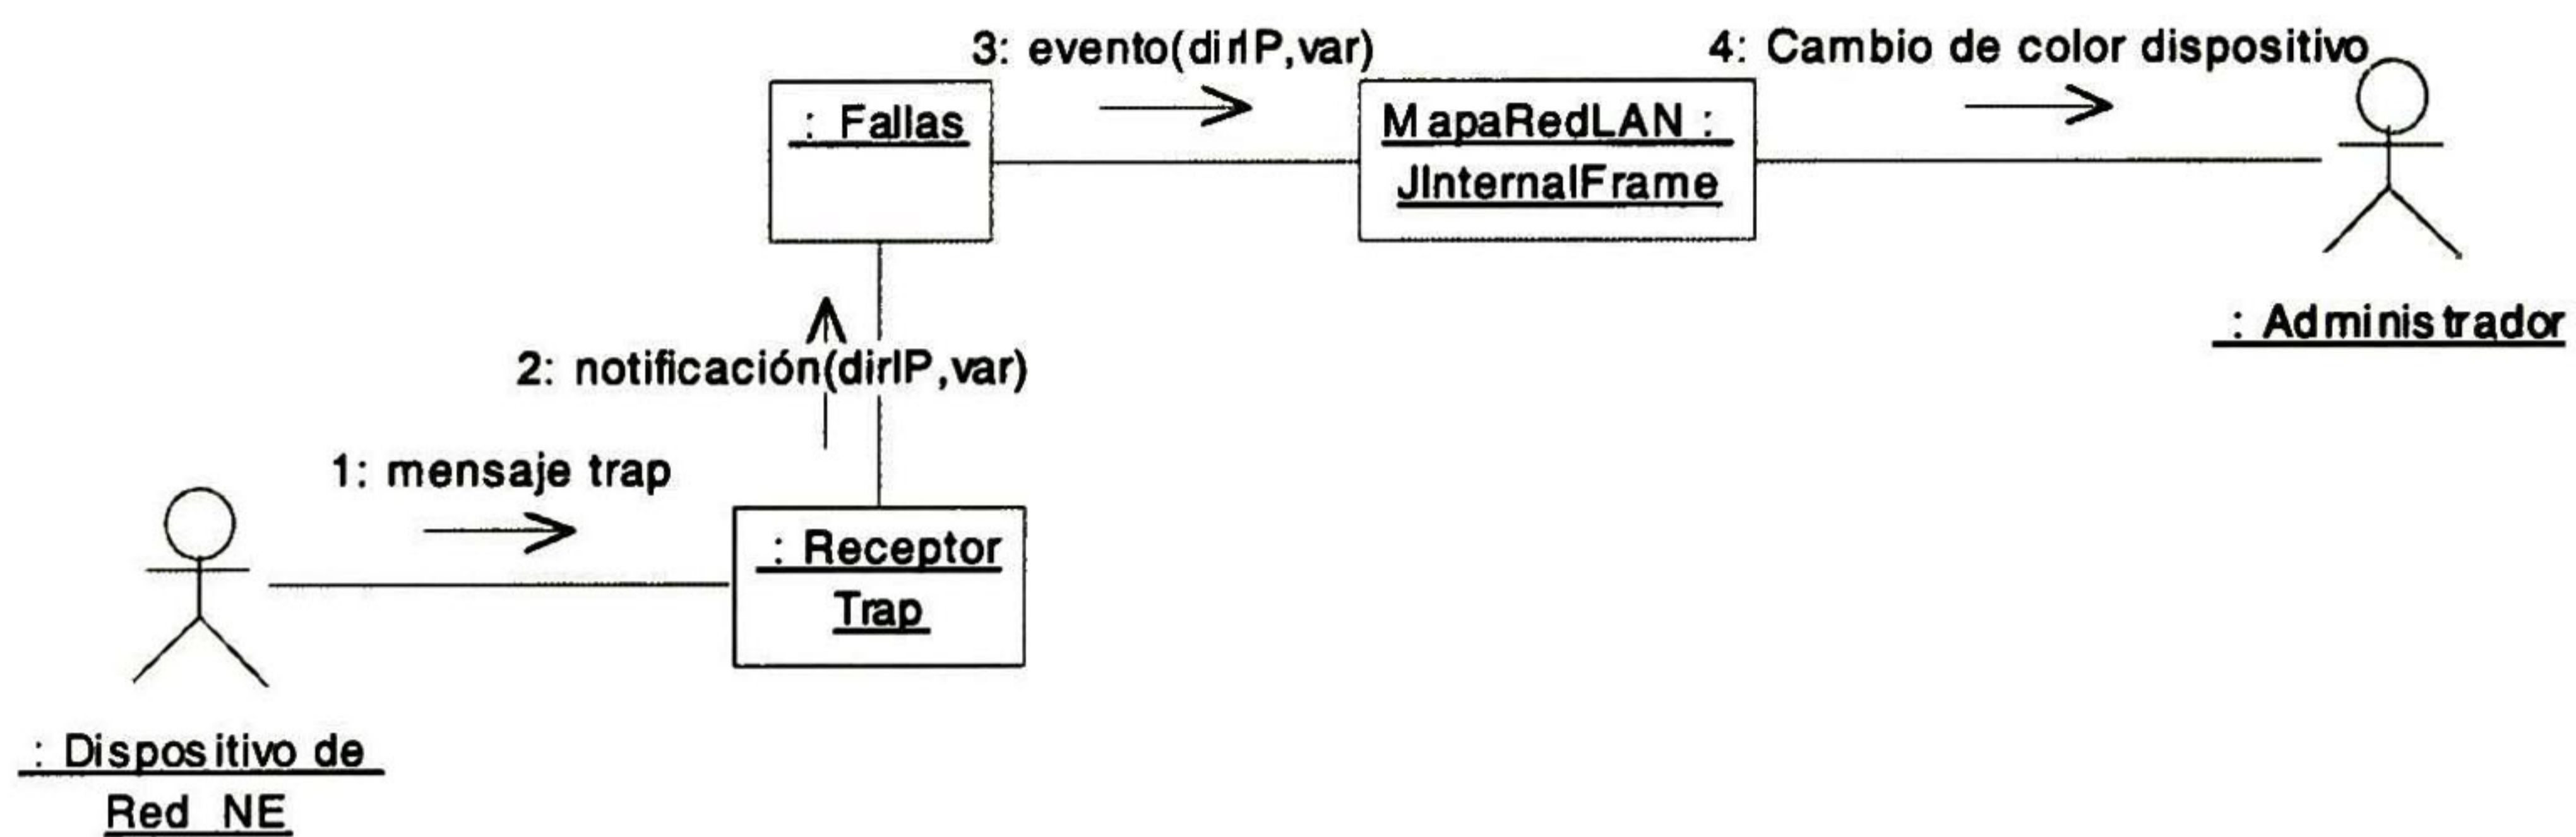 3: evento(dirIP,var)
4: Cambio de color dispositivo
: Fallas
MapaRedLAN :
JInternalFrame
: Administrador
2: notificación(dirIP,var)
1: mensaje trap
: Receptor
Trap
: Dispositivo de
Red NE